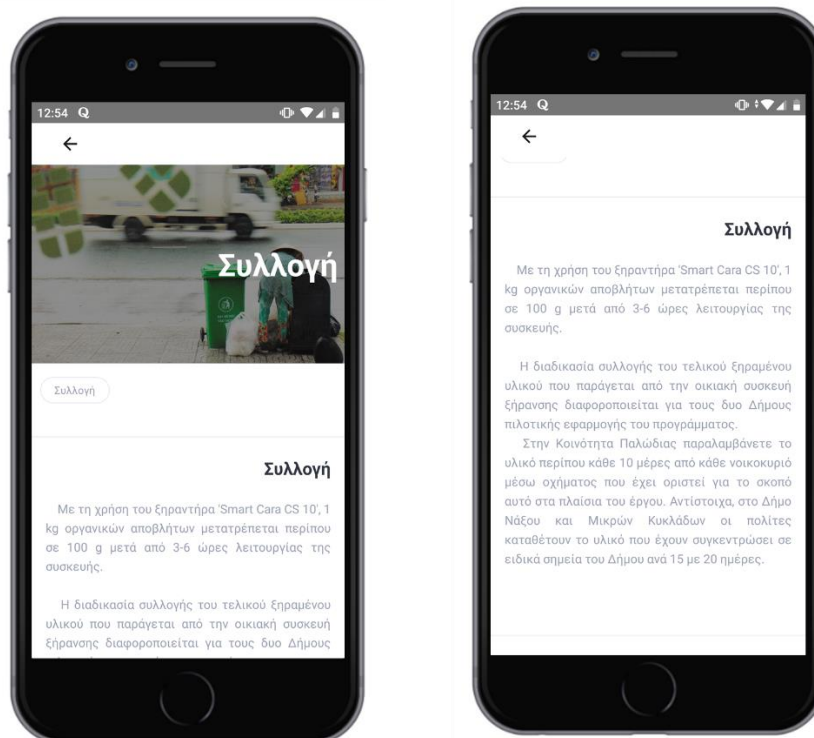 12:54
Συλλογή
Συλλογή
Συλλογή
Με τη χρήση του ξηραντήρα 'Smart Cara CS 10', 1
kg οργανικών αποβλήτων μετατρέπεται περίπου
σε 100 g μετά από 3-6 ώρες λειτουργίας της
συσκευής.
Η διαδικασία συλλογής του τελικού ξηραμένου
υλικού που παράγεται από την οικιακή συσκευή
ξήρανσης διαφοροποιείται για τους δυο Δήμους
12:54
Συλλογή
Με τη χρήση του ξηραντήρα 'Smart Cara CS 10', 1
kg οργανικών αποβλήτων μετατρέπεται περίπου
σε 100 g μετά από 3-6 ώρες λειτουργίας της
συσκευής.
Η διαδικασία συλλογής του τελικού ξηραμένου
υλικού που παράγεται από την οικιακή συσκευή
ξήρανσης διαφοροποιείται για τους δυο Δήμους
πιλοτικής εφαρμογής του προγράμματος.
Στην Κοινότητα Παλώδιας παραλαμβάνετε το
υλικό περίπου κάθε 10 μέρες από κάθε νοικοκυριό
μέσω οχήματος που έχει οριστεί για το σκοπό
αυτό στα πλαίσια του έργου. Αντίστοιχα, στο Δήμο
Νάξου και Μικρών Κυκλάδων οι πολίτες
καταθέτουν το υλικό που έχουν συγκεντρώσει σε
ειδικά σημεία του Δήμου ανά 15 με 20 ημέρες.